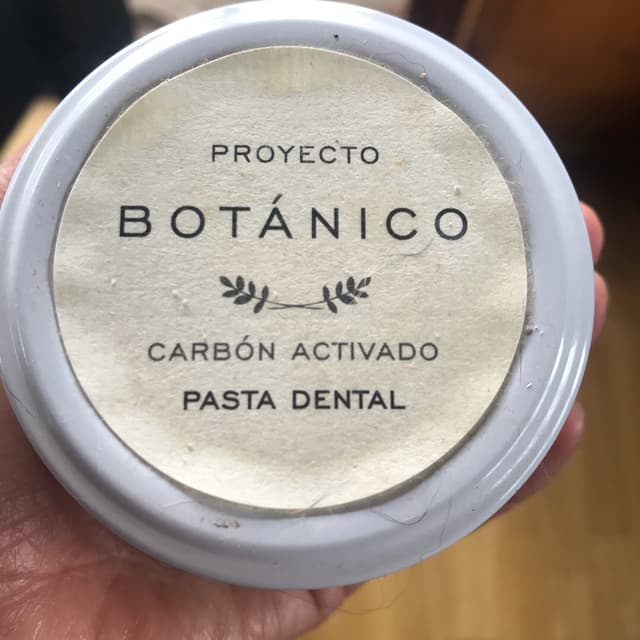 PROYECTO
BOTÁNICO
CARBÓN ACTIVADO
PASTA DENTAL